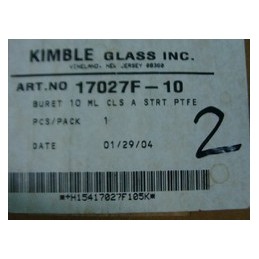 KIMBLE GLASS INC.
VINELAND, NEW JERSEY 08360
ART.NO 17027F-10
BURET 10 ML CLS A STRT PTFE
PCS/PACK 1
2
DATE 01/29/04
*+H15417027F105K*